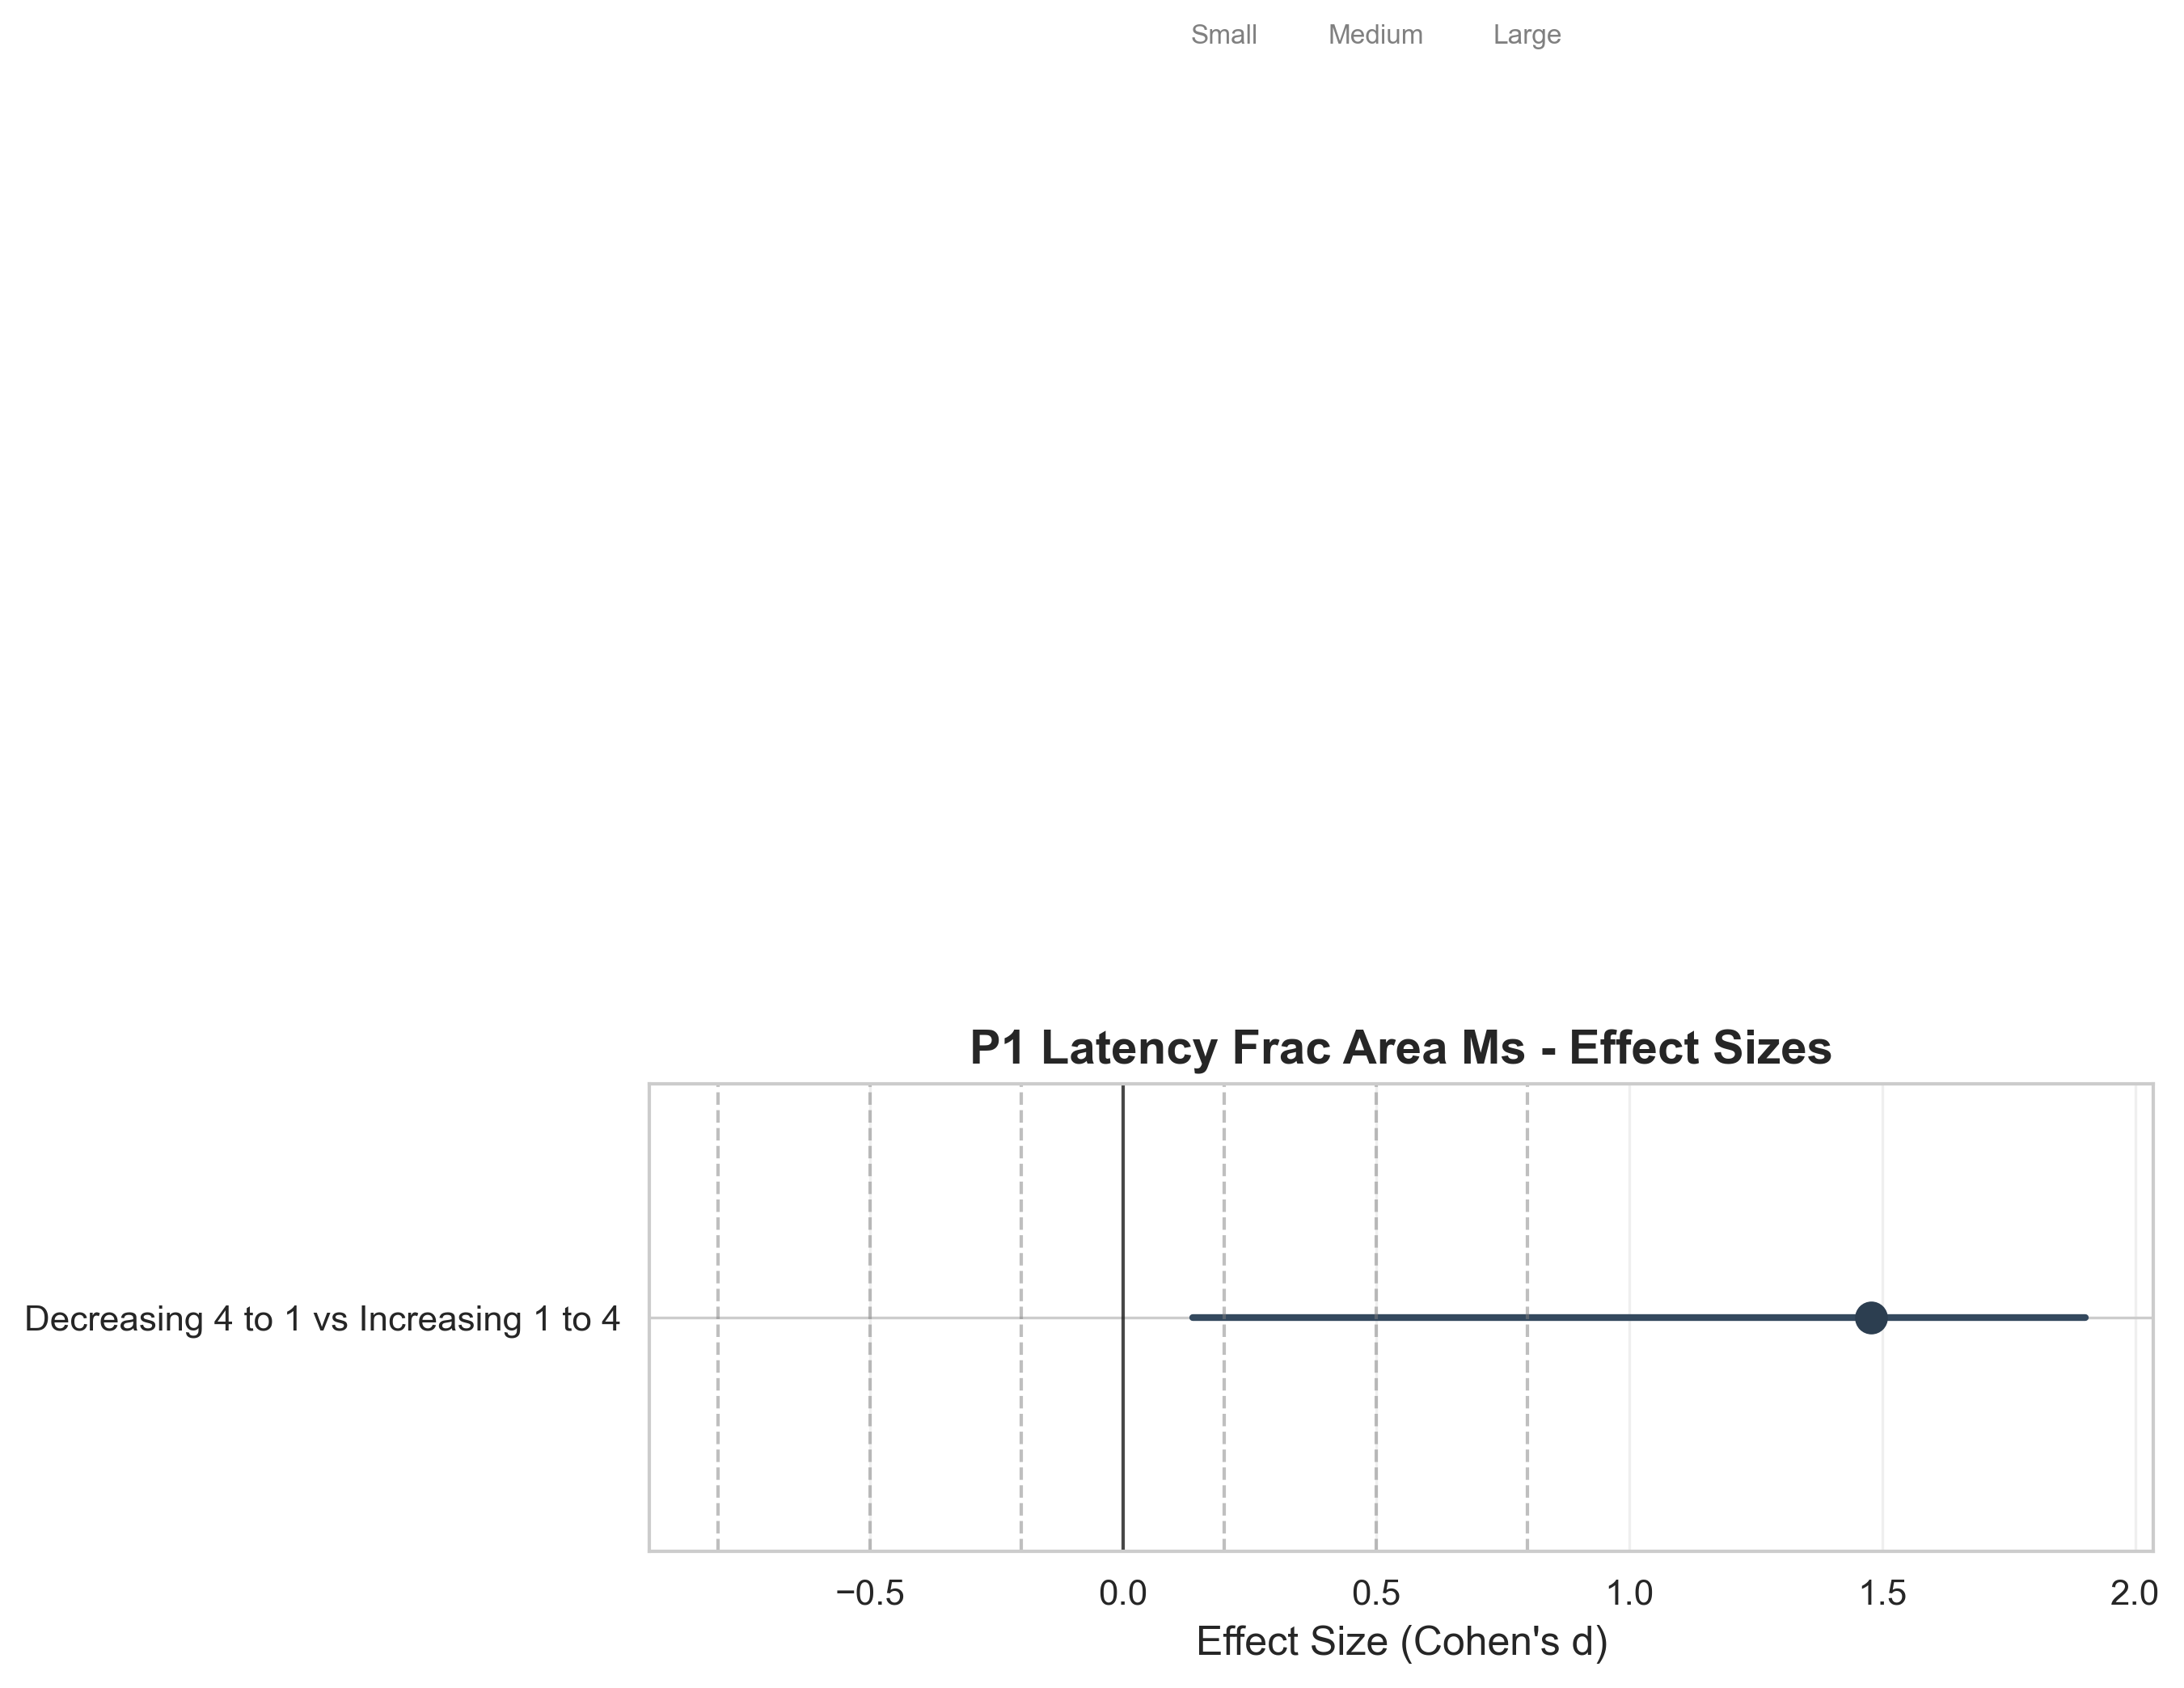 Small Medium Large
P1 Latency Frac Area Ms - Effect Sizes
Decreasing 4 to 1 vs Increasing 1 to 4
−0.5 0.0 0.5 1.0 1.5 2.0
Effect Size (Cohen's d)